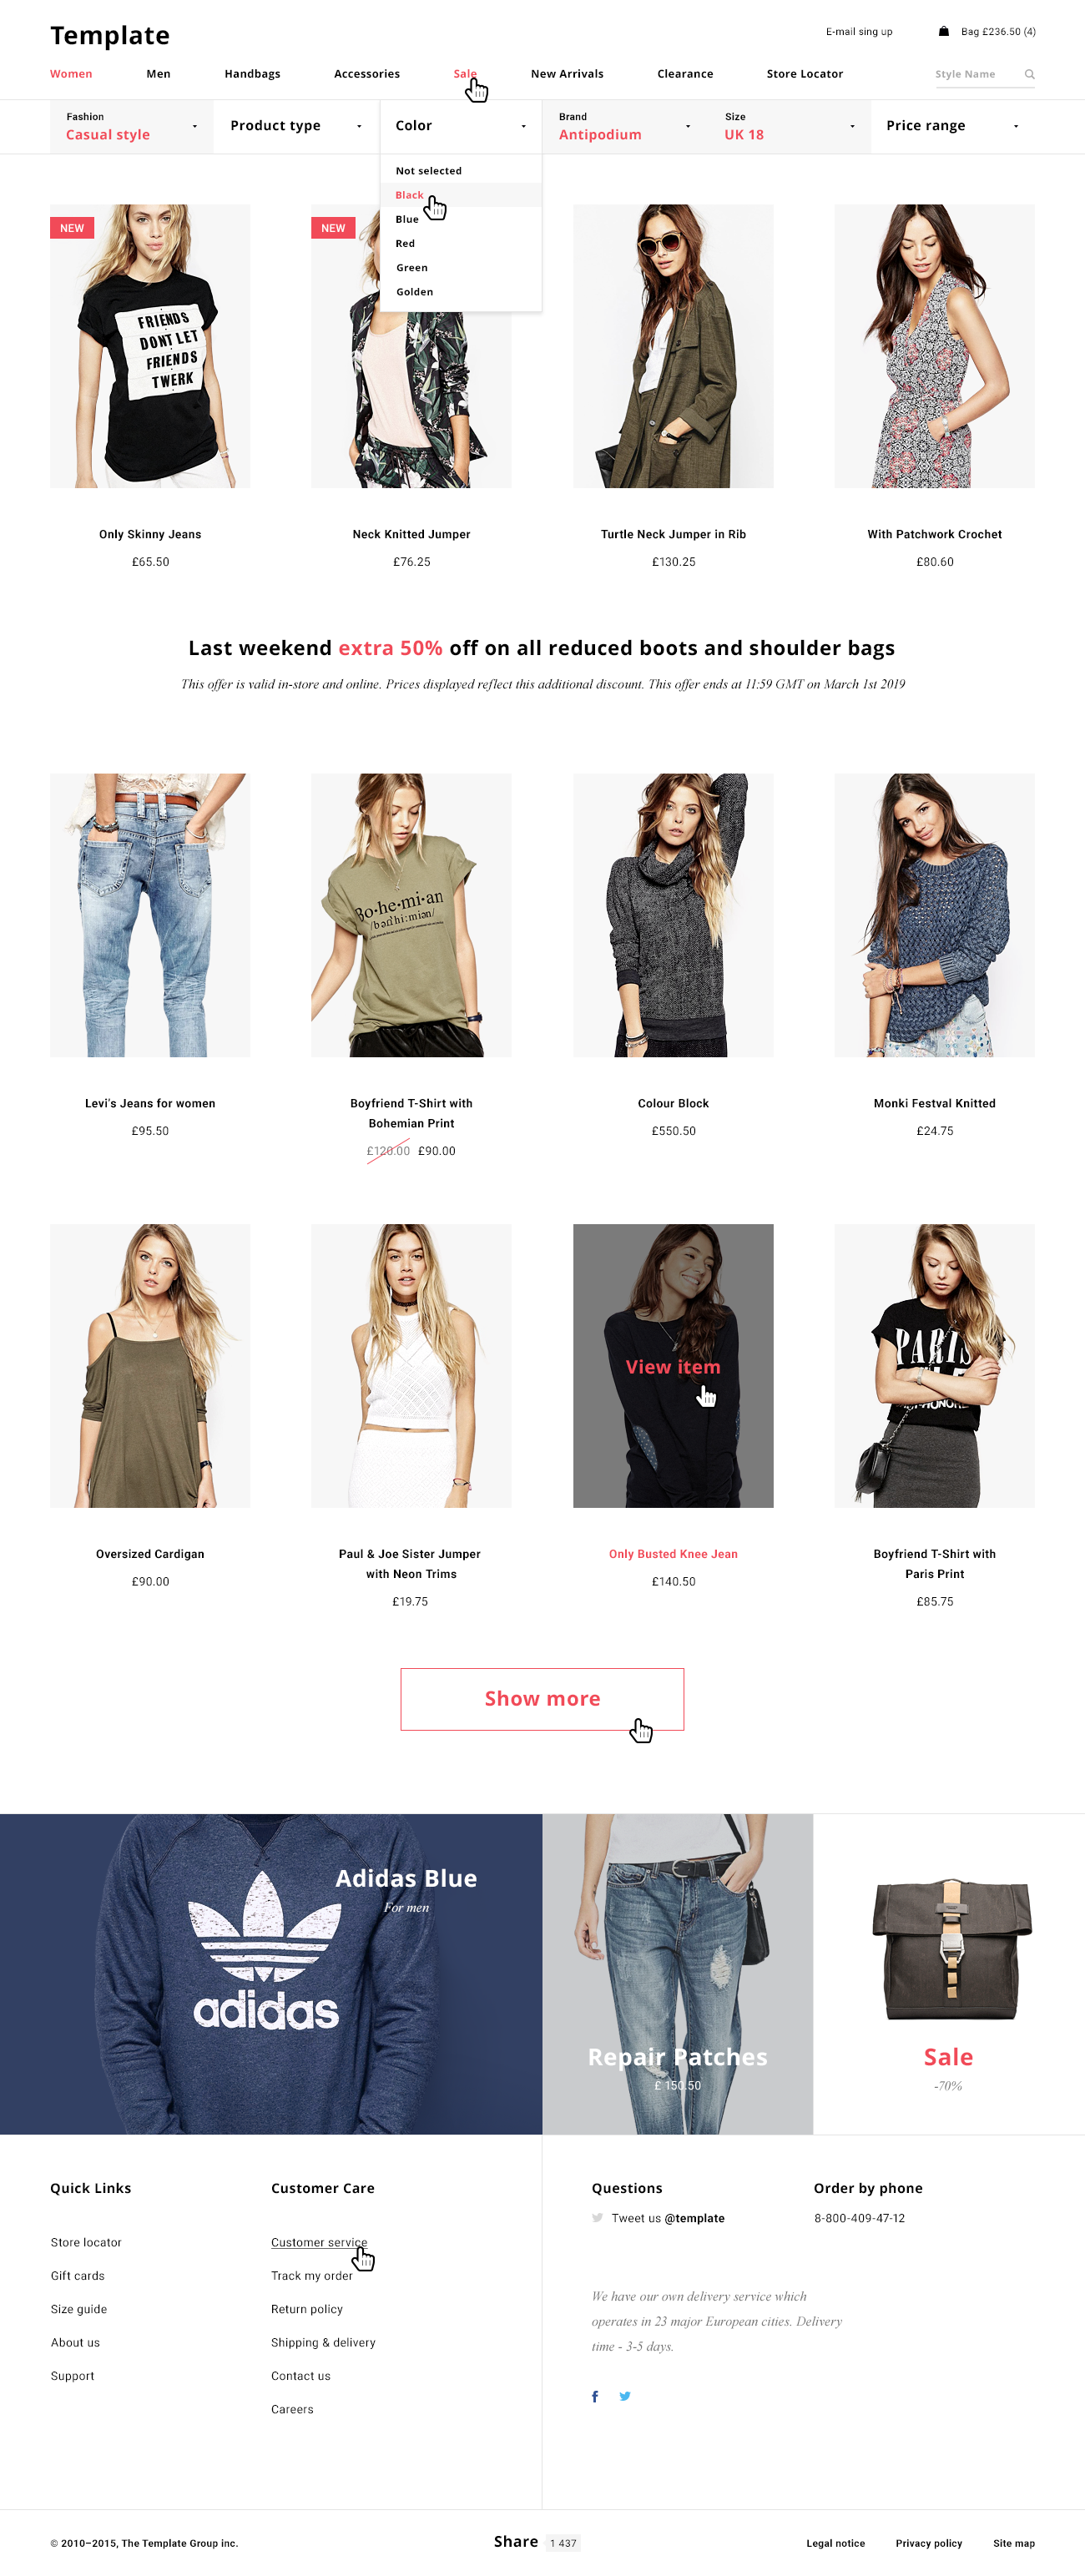 Template
E-mail sing up
Bag £236.50 (4)
Women Men Handbags Accessories Sale New Arrivals Clearance Store Locator
Style Name
Fashion
Casual style
Product type
Color
Brand
Antipodium
Size
UK 18
Price range
Not selected
Black
Blue
Red
Green
Golden
NEW
NEW
FRIENDS
DONT LET
FRIENDS
TWERK
Only Skinny Jeans
£65.50
Neck Knitted Jumper
£76.25
Turtle Neck Jumper in Rib
£130.25
With Patchwork Crochet
£80.60
Last weekend extra 50% off on all reduced boots and shoulder bags
This offer is valid in-store and online. Prices displayed reflect this additional discount. This offer ends at 11:59 GMT on March 1st 2019
Bo·he·mi·an
Levi's Jeans for women
£95.50
Boyfriend T-Shirt with
Bohemian Print
£120.00 £90.00
Colour Block
£550.50
Monki Festval Knitted
£24.75
View item
PARIS
Oversized Cardigan
£90.00
Paul & Joe Sister Jumper
with Neon Trims
£19.75
Only Busted Knee Jean
£140.50
Boyfriend T-Shirt with
Paris Print
£85.75
Show more
Adidas Blue
For men
adidas
Repair Patches
£ 150.50
Sale
-70%
Quick Links
Store locator
Gift cards
Size guide
About us
Support
Customer Care
Customer service
Track my order
Return policy
Shipping & delivery
Contact us
Careers
Questions
Tweet us @template
Order by phone
8-800-409-47-12
We have our own delivery service which
operates in 23 major European cities. Delivery
time - 3-5 days.
© 2010–2015, The Template Group inc.
Share 1 437
Legal notice Privacy policy Site map